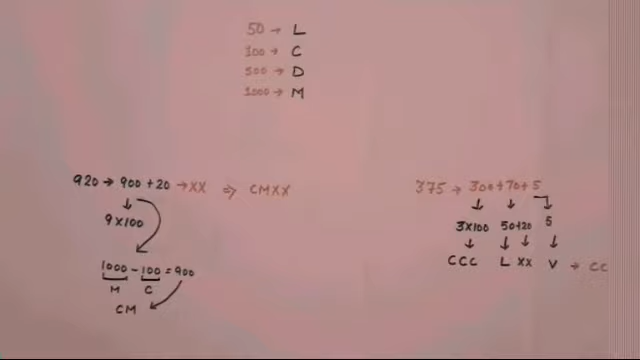 50 → L
100 → C
500 → D
1000 → M
920 → 900 + 20 → XX ⇒ CMXX
↓
9 X 100
1000 - 100 = 900
M C
CM
375 → 300 + 70 + 5
↓ ↓ ↓
3X100 50+20 5
↓ ↓ ↓ ↓
CCC L XX V → CC